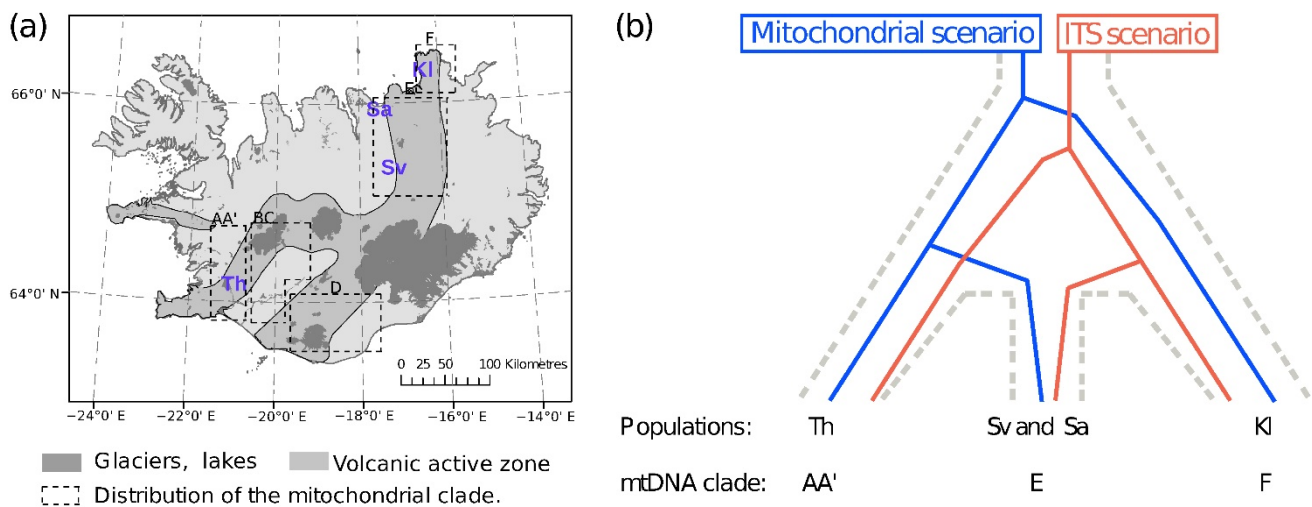 (a)
F
Kl
66°0' N
E
Sa
Sv
AA'
BC
Th
64°0' N
D
0 25 50 100 Kilometres
−24°0' E −22°0' E −20°0' E −18°0' E −16°0' E −14°0' E
Glaciers, lakes
Volcanic active zone
Distribution of the mitochondrial clade.
(b)
Mitochondrial scenario
ITS scenario
Populations: Th Sv and Sa Kl
mtDNA clade: AA' E F